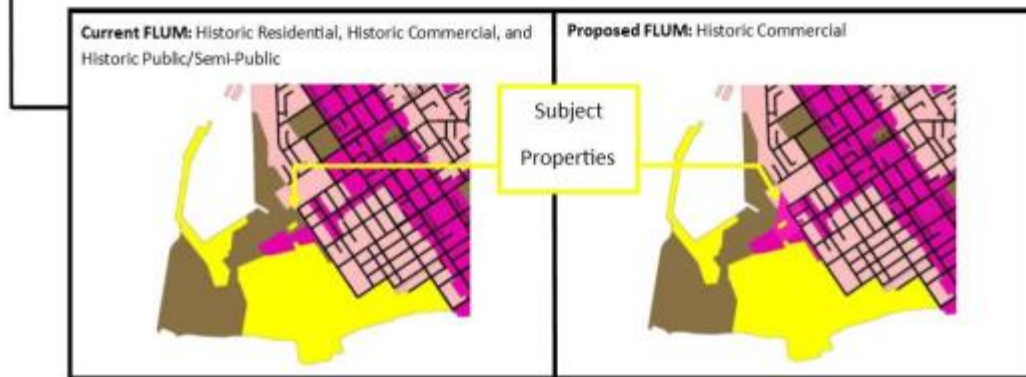 Current FLUM: Historic Residential, Historic Commercial, and
Historic Public/Semi-Public
Proposed FLUM: Historic Commercial
Subject
Properties